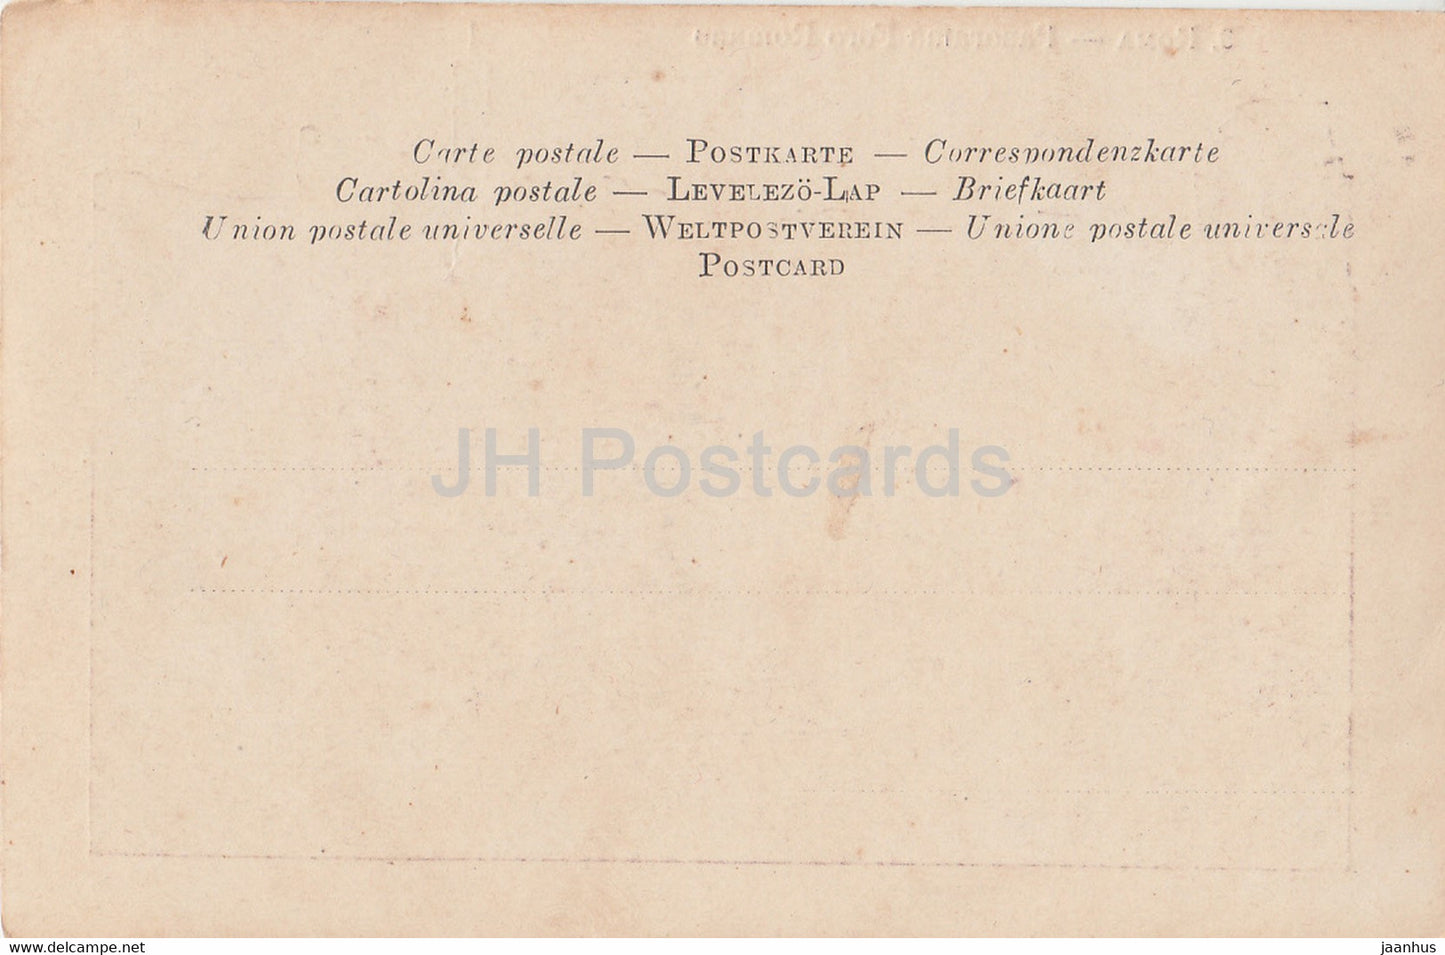 Carte postale — POSTKARTE — Correspondenzkarte
Cartolina postale — LEVELEZÖ-LAP — Briefkaart
Union postale universelle — WELTPOSTVEREIN — Unione postale universale
POSTCARD
JH Postcards
www.delcampe.net
jaanhus